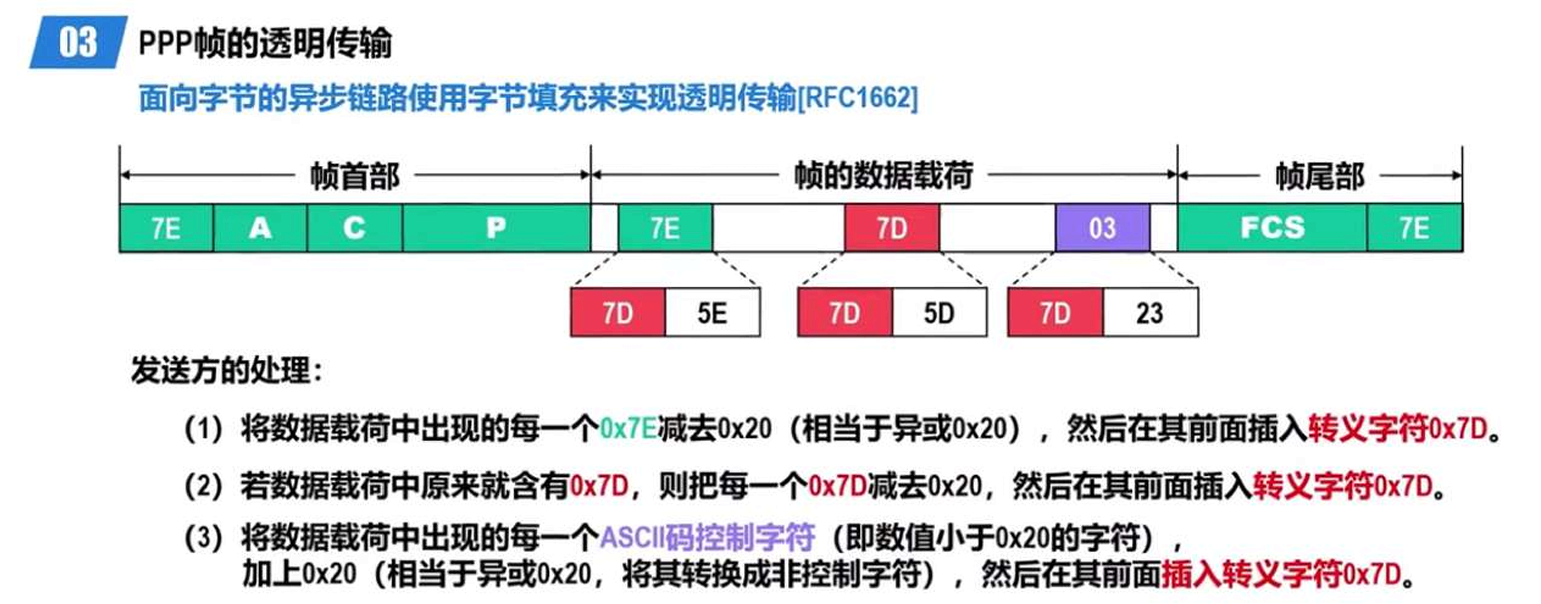 03 PPP帧的透明传输
面向字节的异步链路使用字节填充来实现透明传输[RFC1662]
帧首部 帧的数据载荷 帧尾部
7E A C P 7E 7D 03 FCS 7E
7D 5E 7D 5D 7D 23
发送方的处理：
（1）将数据载荷中出现的每一个0x7E减去0x20（相当于异或0x20），然后在其前面插入转义字符0x7D。
（2）若数据载荷中原来就含有0x7D，则把每一个0x7D减去0x20，然后在其前面插入转义字符0x7D。
（3）将数据载荷中出现的每一个ASCII码控制字符（即数值小于0x20的字符），
加上0x20（相当于异或0x20，将其转换成非控制字符），然后在其前面插入转义字符0x7D。